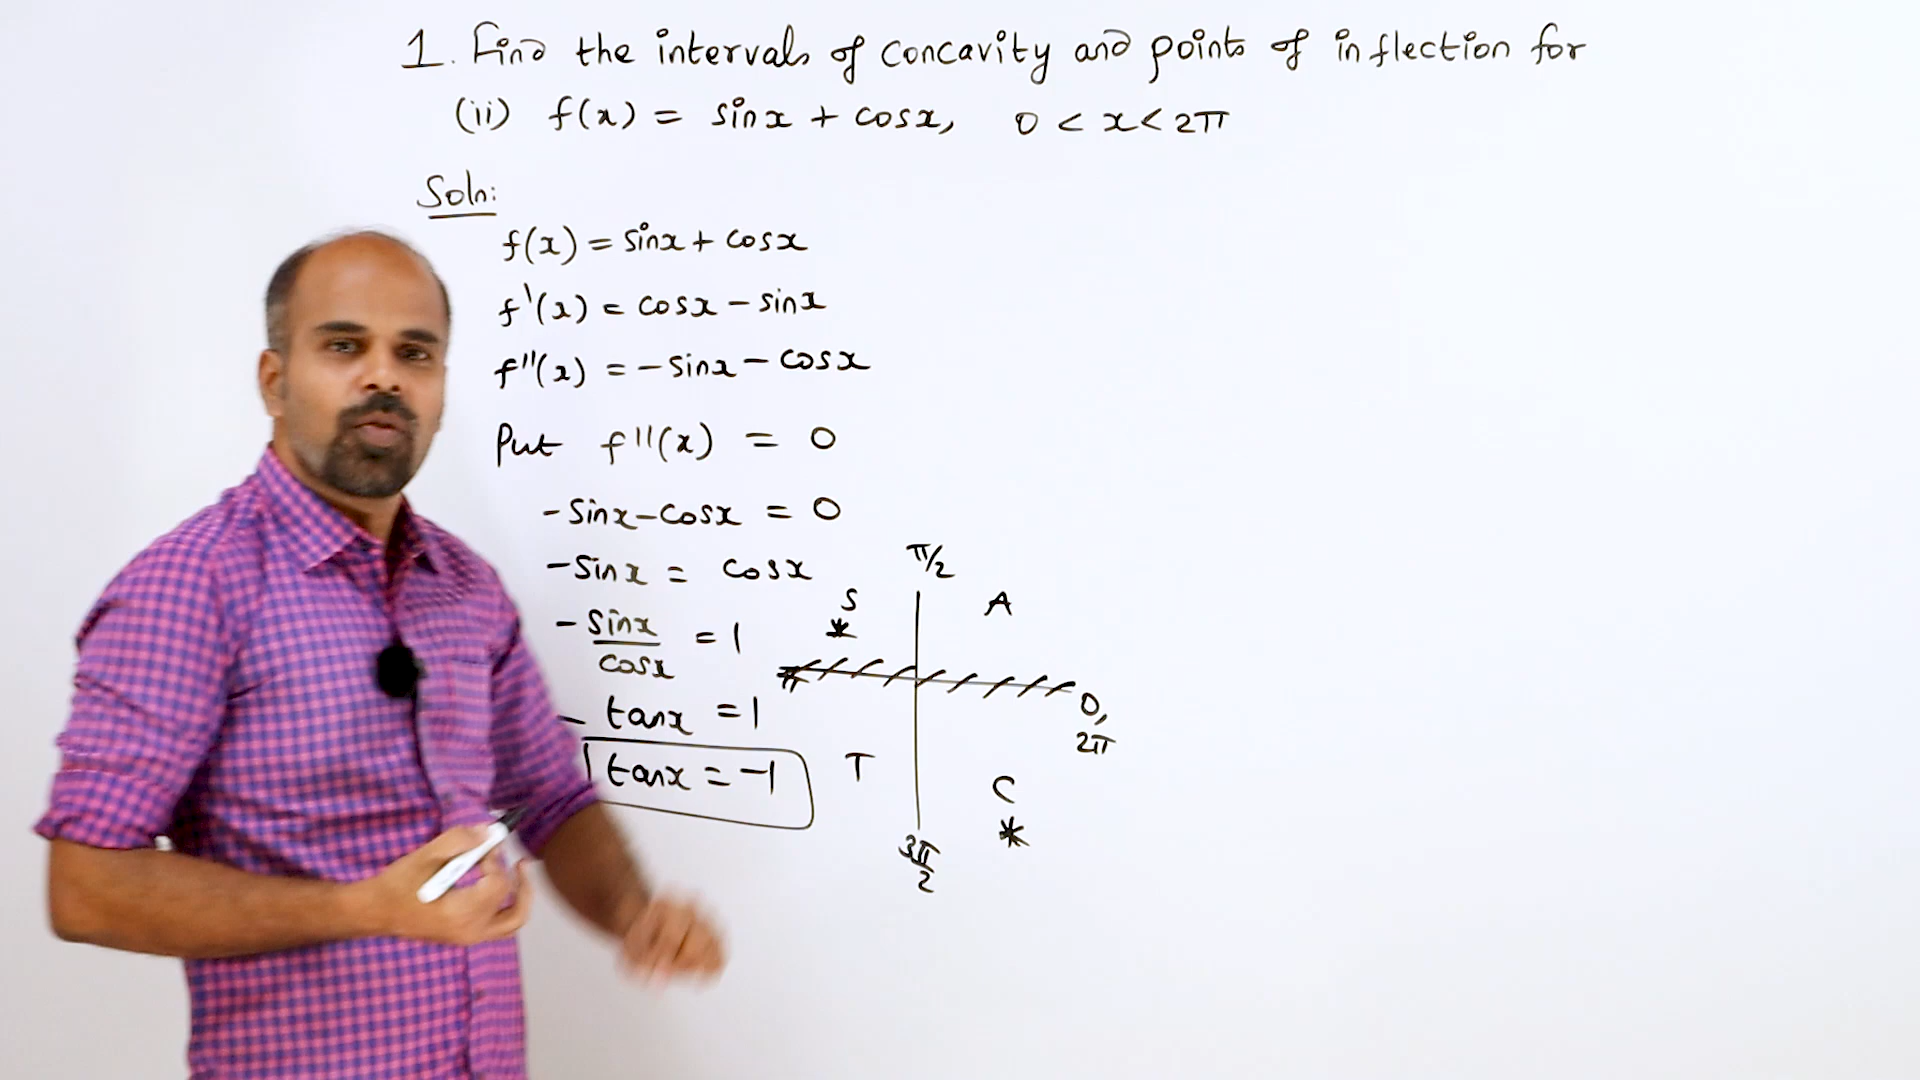 1. Find the intervals of concavity and points of inflection for
(ii) f(x) = sinx + cosx, 0 < x < 2π
Soln:
f(x) = sinx + cosx
f'(x) = cosx - sinx
f''(x) = -sinx - cosx
Put f''(x) = 0
-sinx-cosx = 0
-sinx = cosx
-sinx/cosx = 1
- tanx = 1
tanx = -1
π/2
S A
* 
π 0,
2π
T C
*
3π/2